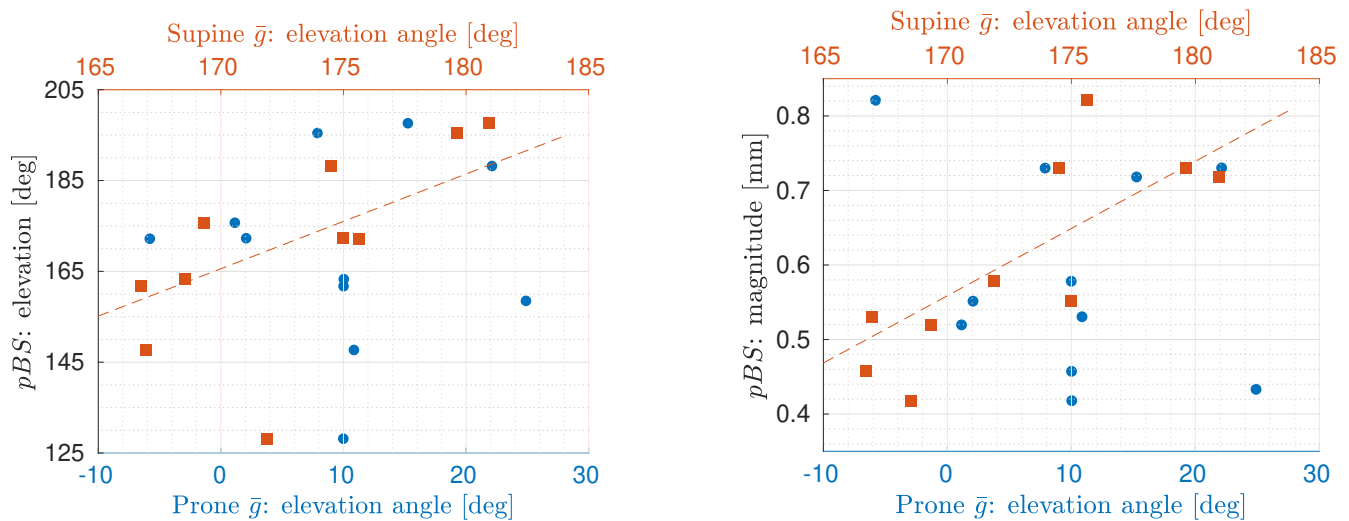 Supine ḡ: elevation angle [deg]
165 170 175 180 185
205
185
165
145
125
pBS: elevation [deg]
-10 0 10 20 30
Prone ḡ: elevation angle [deg]
Supine ḡ: elevation angle [deg]
165 170 175 180 185
0.8
0.7
0.6
0.5
0.4
pBS: magnitude [mm]
-10 0 10 20 30
Prone ḡ: elevation angle [deg]